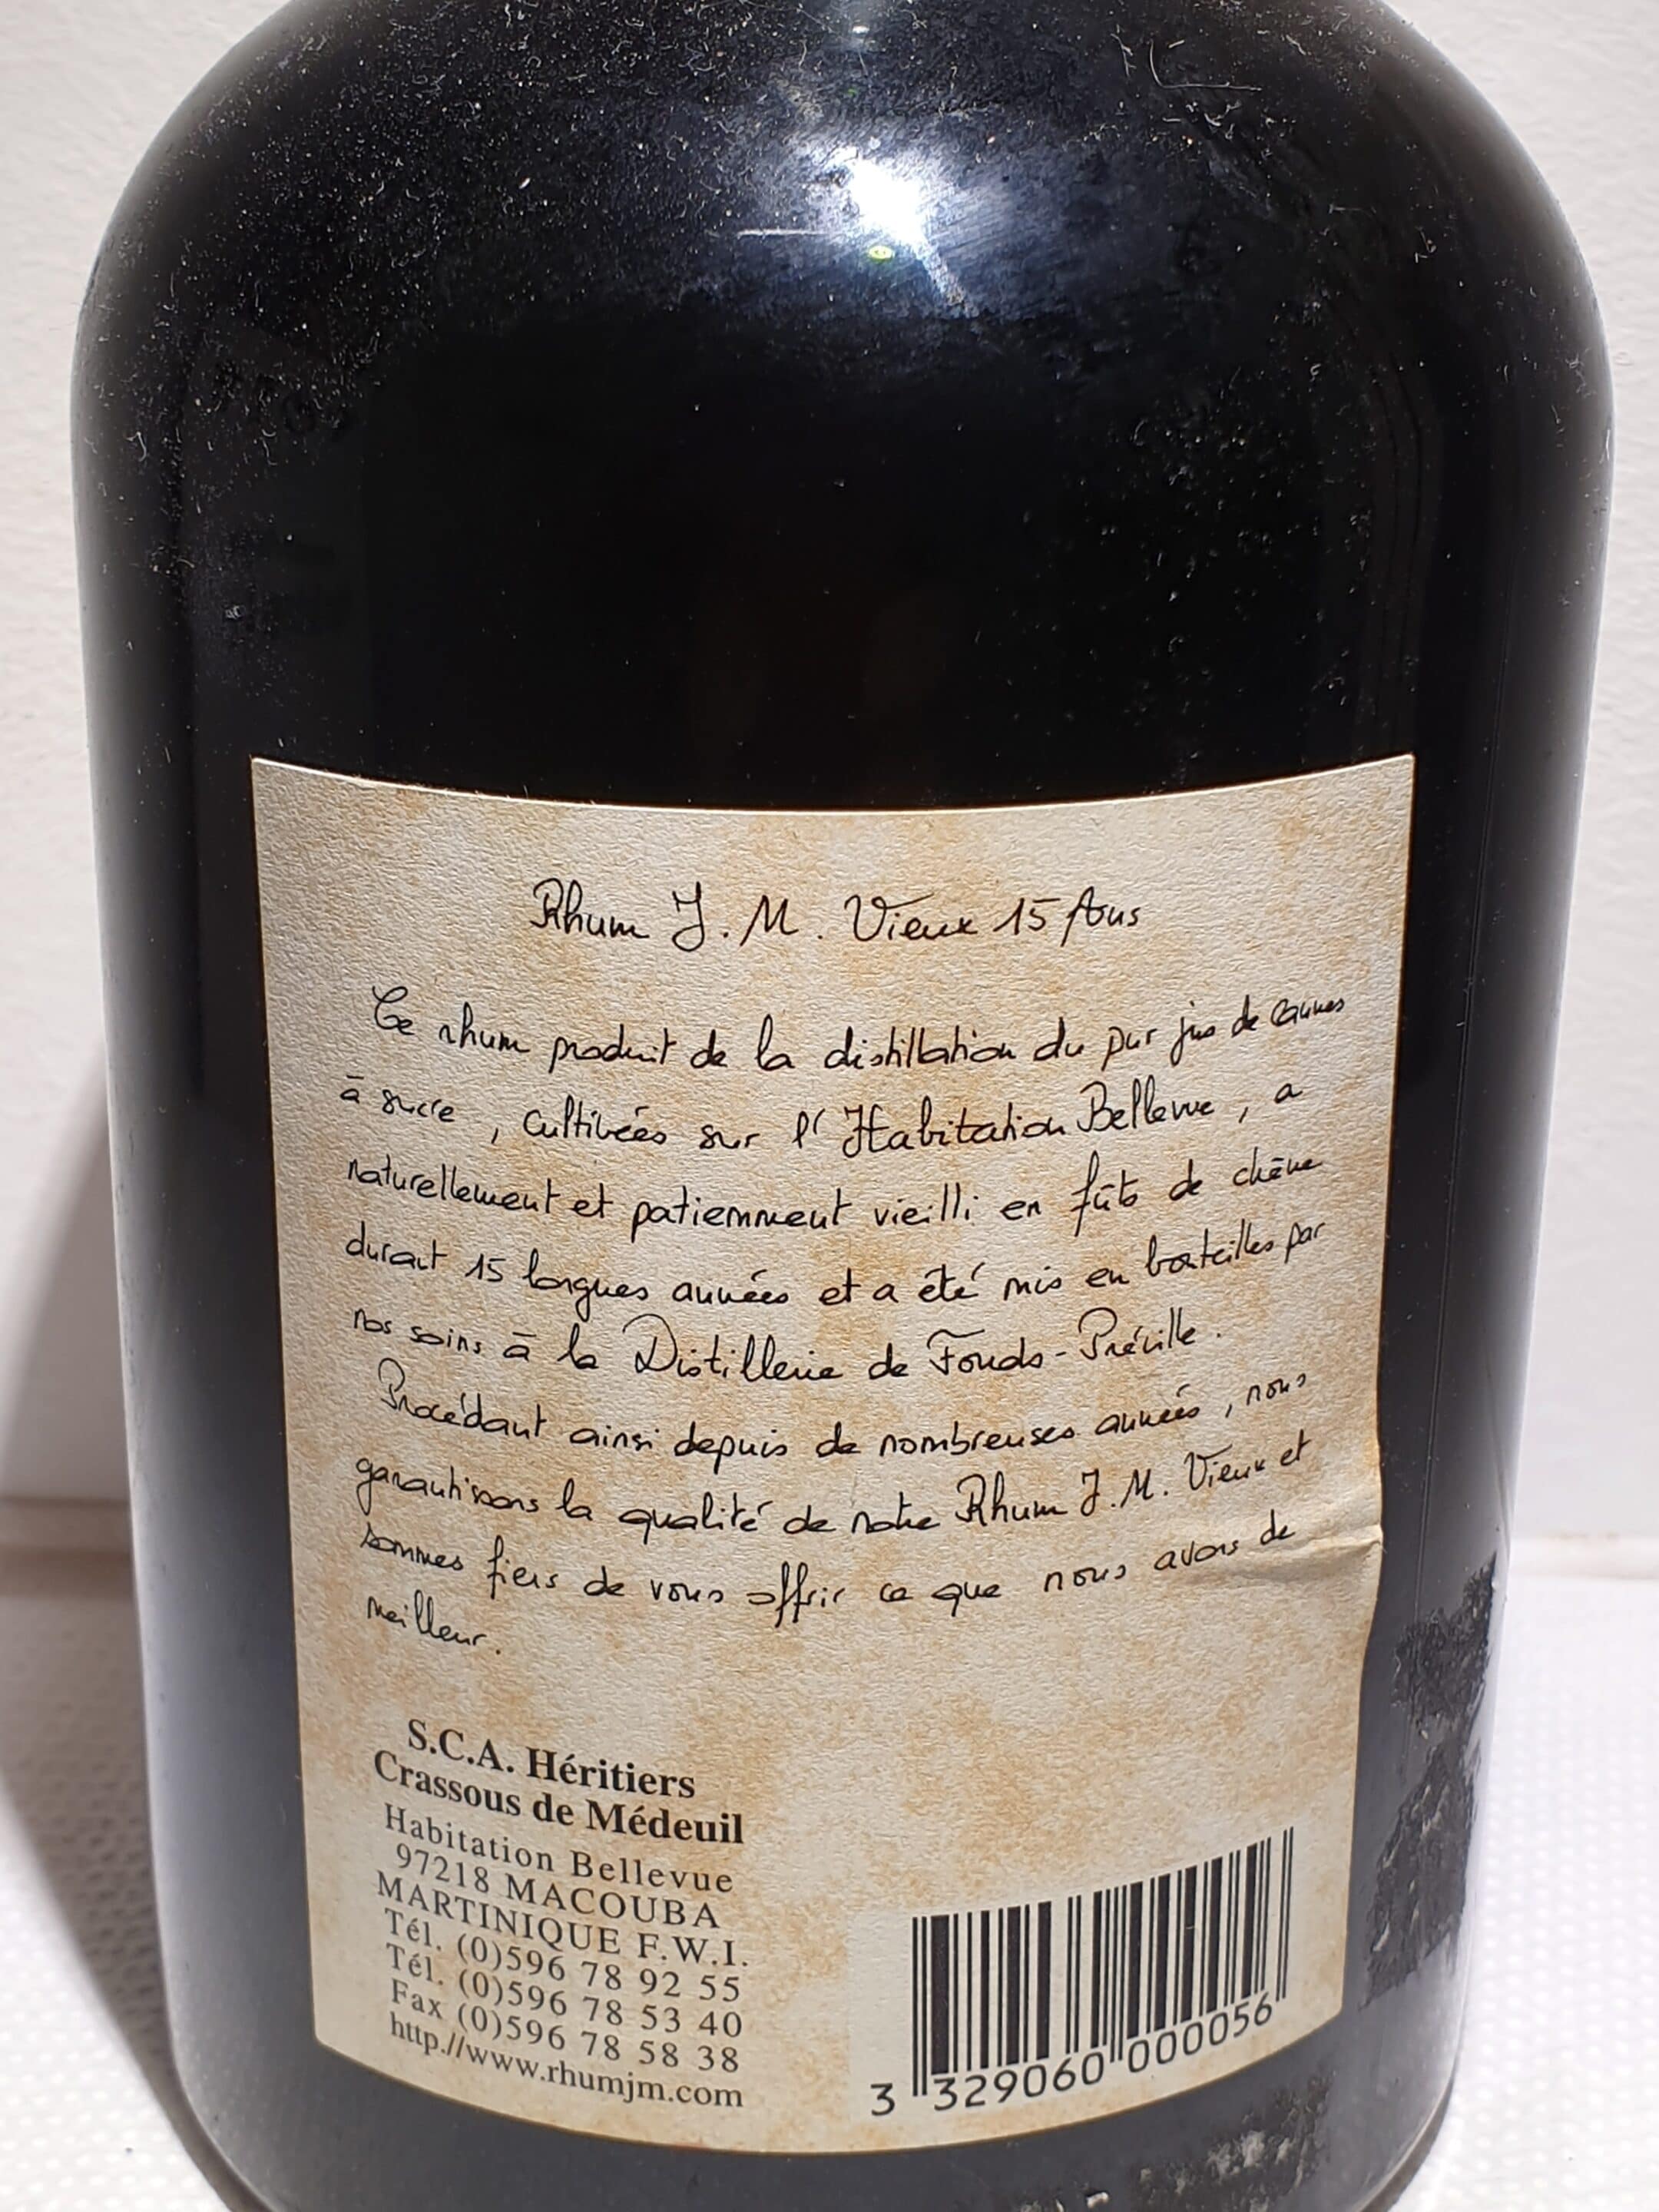 Rhum J. M. Vieux 15 Ans
Ce rhum produit de la distillation du pur jus de cannes
à sucre, cultivées sur l'Habitation Bellevue, a
naturellement et patiemment vieilli en fûts de chêne
durant 15 longues années et a été mis en bouteilles par
nos soins à la Distillerie de Fonds-Préville.
Procédant ainsi depuis de nombreuses années, nous
garantissons la qualité de notre Rhum J.M. Vieux et
sommes fiers de vous offrir ce que nous avons de
meilleur.
S.C.A. Héritiers
Crassous de Médeuil
Habitation Bellevue
97218 MACOUBA
MARTINIQUE F.W.I.
Tél. (0)596 78 92 55
Tél. (0)596 78 53 40
Fax (0)596 78 58 38
http.//www.rhumjm.com
3 329060 000056